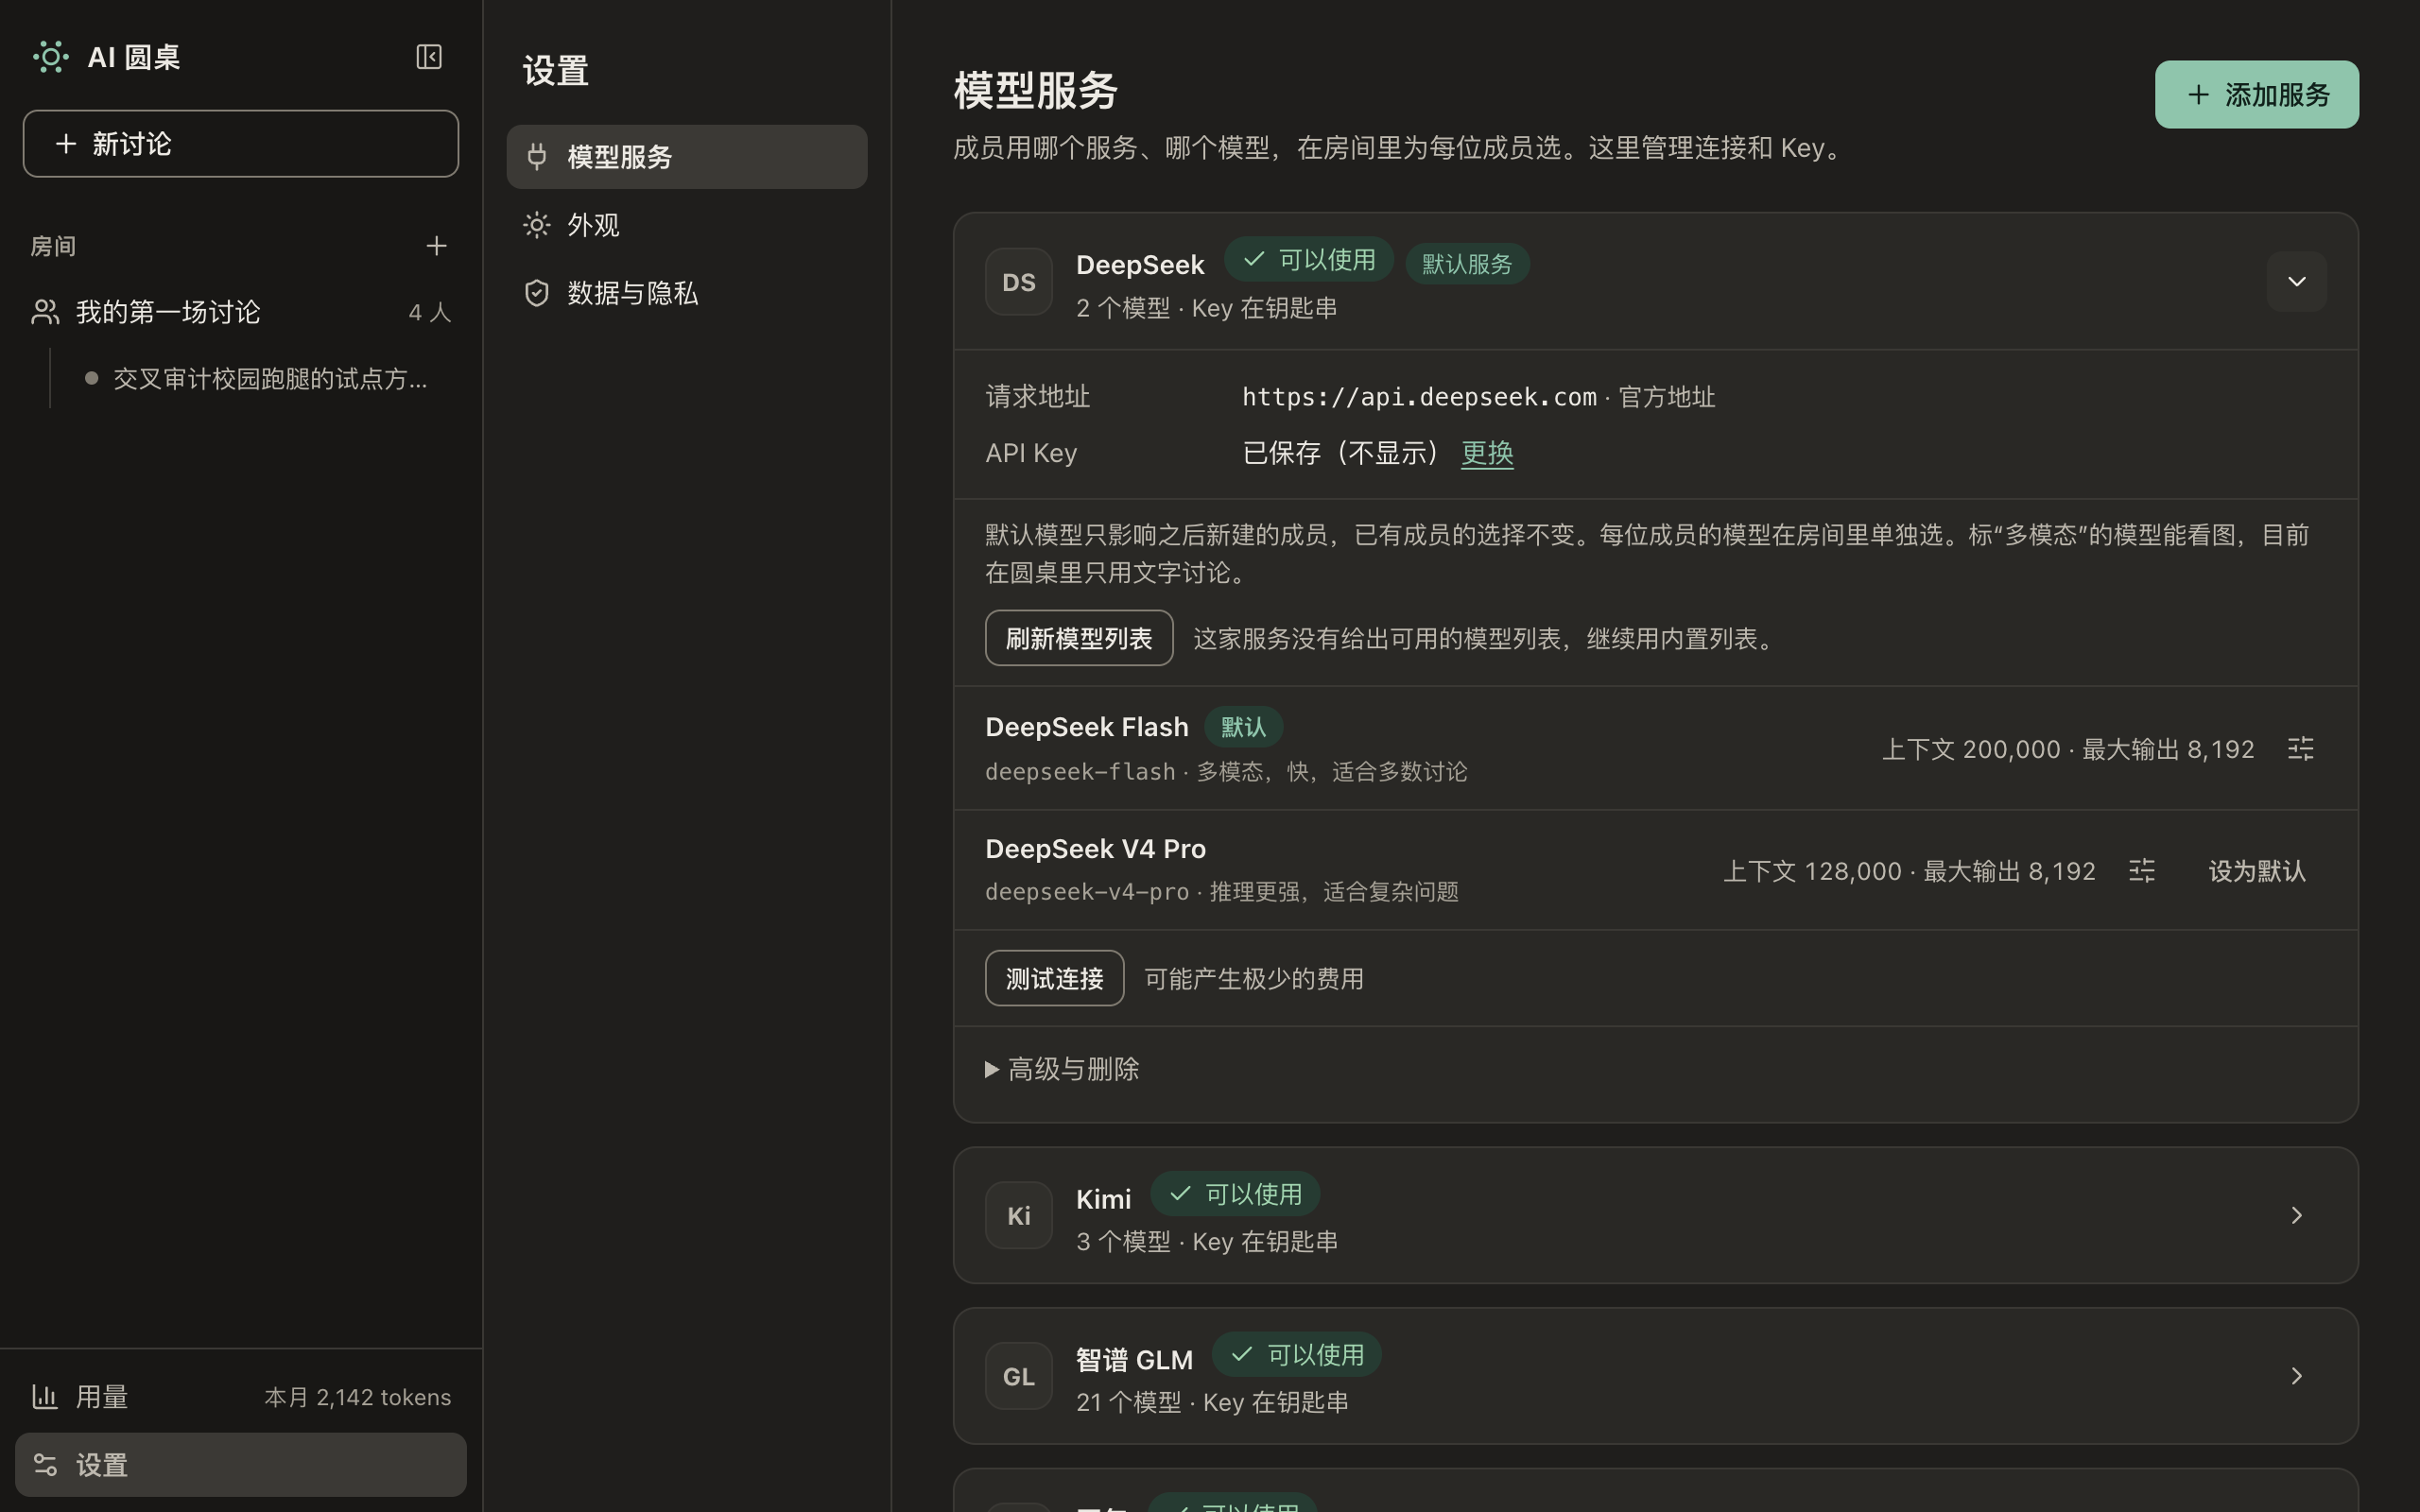 AI 圆桌
新讨论
房间
我的第一场讨论 4 人
交叉审计校园跑腿的试点方...
用量 本月 2,142 tokens
设置
设置
模型服务
外观
数据与隐私
模型服务
添加服务
成员用哪个服务、哪个模型，在房间里为每位成员选。这里管理连接和 Key。
DS
DeepSeek 可以使用 默认服务
2 个模型 · Key 在钥匙串
请求地址 https://api.deepseek.com · 官方地址
API Key 已保存（不显示） 更换
默认模型只影响之后新建的成员，已有成员的选择不变。每位成员的模型在房间里单独选。标“多模态”的模型能看图，目前
在圆桌里只用文字讨论。
刷新模型列表 这家服务没有给出可用的模型列表，继续用内置列表。
DeepSeek Flash 默认
deepseek-flash · 多模态，快，适合多数讨论
上下文 200,000 · 最大输出 8,192
DeepSeek V4 Pro
deepseek-v4-pro · 推理更强，适合复杂问题
上下文 128,000 · 最大输出 8,192 设为默认
测试连接 可能产生极少的费用
高级与删除
Ki
Kimi 可以使用
3 个模型 · Key 在钥匙串
GL
智谱 GLM 可以使用
21 个模型 · Key 在钥匙串
可以使用